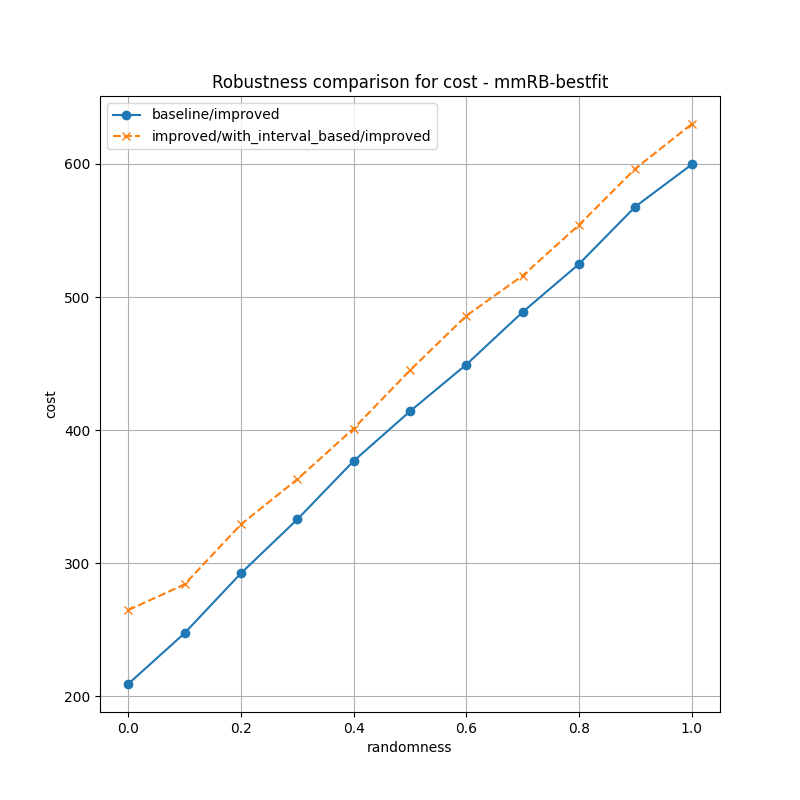 Robustness comparison for cost - mmRB-bestfit
baseline/improved
improved/with_interval_based/improved
600
500
400
300
200
cost
0.0 0.2 0.4 0.6 0.8 1.0
randomness